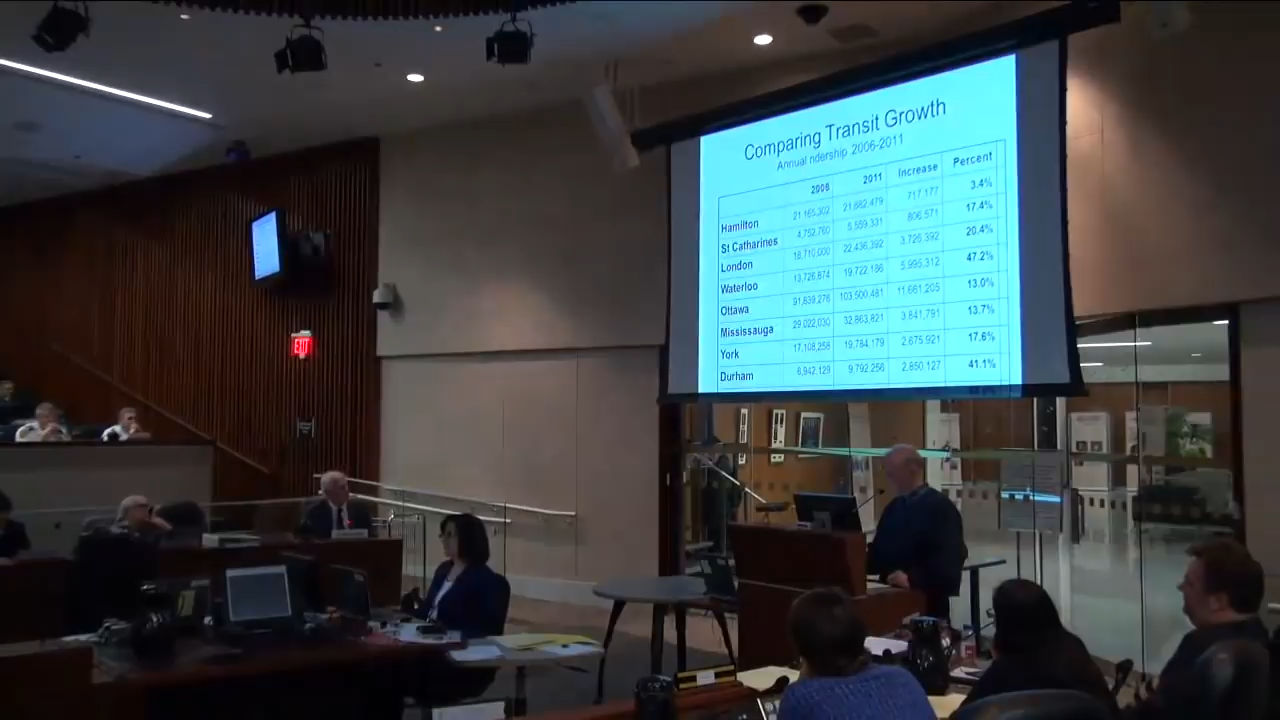 Comparing Transit Growth
Annual ridership 2006-2011
2006 2011 Increase Percent
Hamilton 21,165,302 21,882,479 717,177 3.4%
St Catharines 4,752,760 5,559,331 806,571 17.4%
London 18,710,000 22,436,392 3,726,392 20.4%
Waterloo 13,726,874 19,722,186 5,995,312 47.2%
Ottawa 91,839,276 103,500,481 11,661,205 13.0%
Mississauga 29,022,030 32,863,821 3,841,791 13.7%
York 17,108,258 19,784,179 2,675,921 17.6%
Durham 6,942,129 9,792,256 2,850,127 41.1%
EXIT